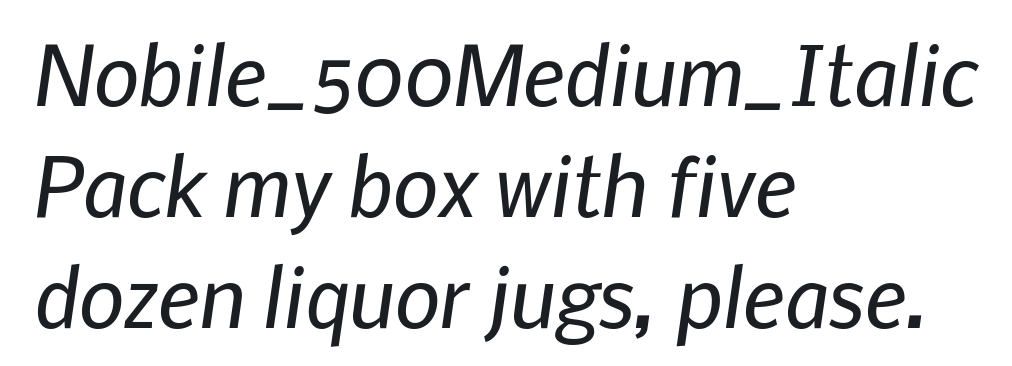 Nobile_500Medium_Italic
Pack my box with five
dozen liquor jugs, please.